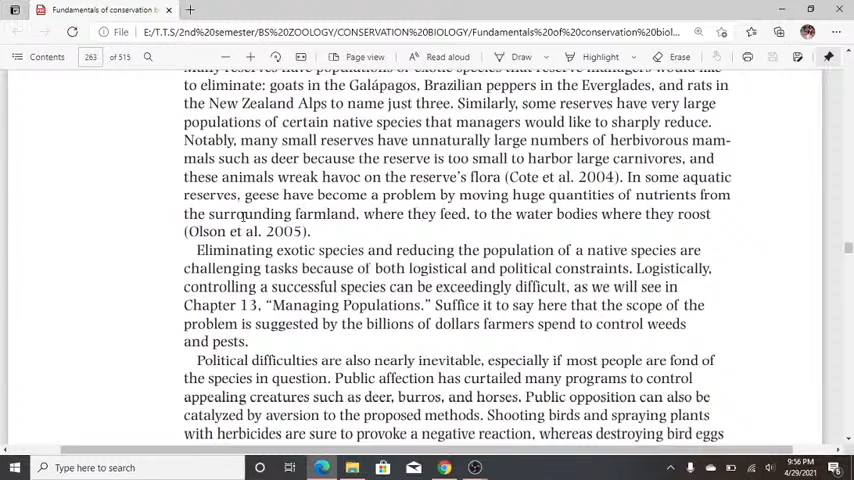 Fundamentals of conservation b
File E:/T.T.S/2nd%20semester/BS%20ZOOLOGY/CONSERVATION%20BIOLOGY/Fundamentals%20of%20conservation%20biol...
Contents 263 of 515 Page view Read aloud Draw Highlight Erase
Many reserves have populations of exotic species that reserve managers would like
to eliminate: goats in the Galápagos, Brazilian peppers in the Everglades, and rats in
the New Zealand Alps to name just three. Similarly, some reserves have very large
populations of certain native species that managers would like to sharply reduce.
Notably, many small reserves have unnaturally large numbers of herbivorous mam-
mals such as deer because the reserve is too small to harbor large carnivores, and
these animals wreak havoc on the reserve's flora (Cote et al. 2004). In some aquatic
reserves, geese have become a problem by moving huge quantities of nutrients from
the surrounding farmland, where they feed, to the water bodies where they roost
(Olson et al. 2005).
Eliminating exotic species and reducing the population of a native species are
challenging tasks because of both logistical and political constraints. Logistically,
controlling a successful species can be exceedingly difficult, as we will see in
Chapter 13, "Managing Populations." Suffice it to say here that the scope of the
problem is suggested by the billions of dollars farmers spend to control weeds
and pests.
Political difficulties are also nearly inevitable, especially if most people are fond of
the species in question. Public affection has curtailed many programs to control
appealing creatures such as deer, burros, and horses. Public opposition can also be
catalyzed by aversion to the proposed methods. Shooting birds and spraying plants
with herbicides are sure to provoke a negative reaction, whereas destroying bird eggs
Type here to search
9:56 PM
4/29/2021